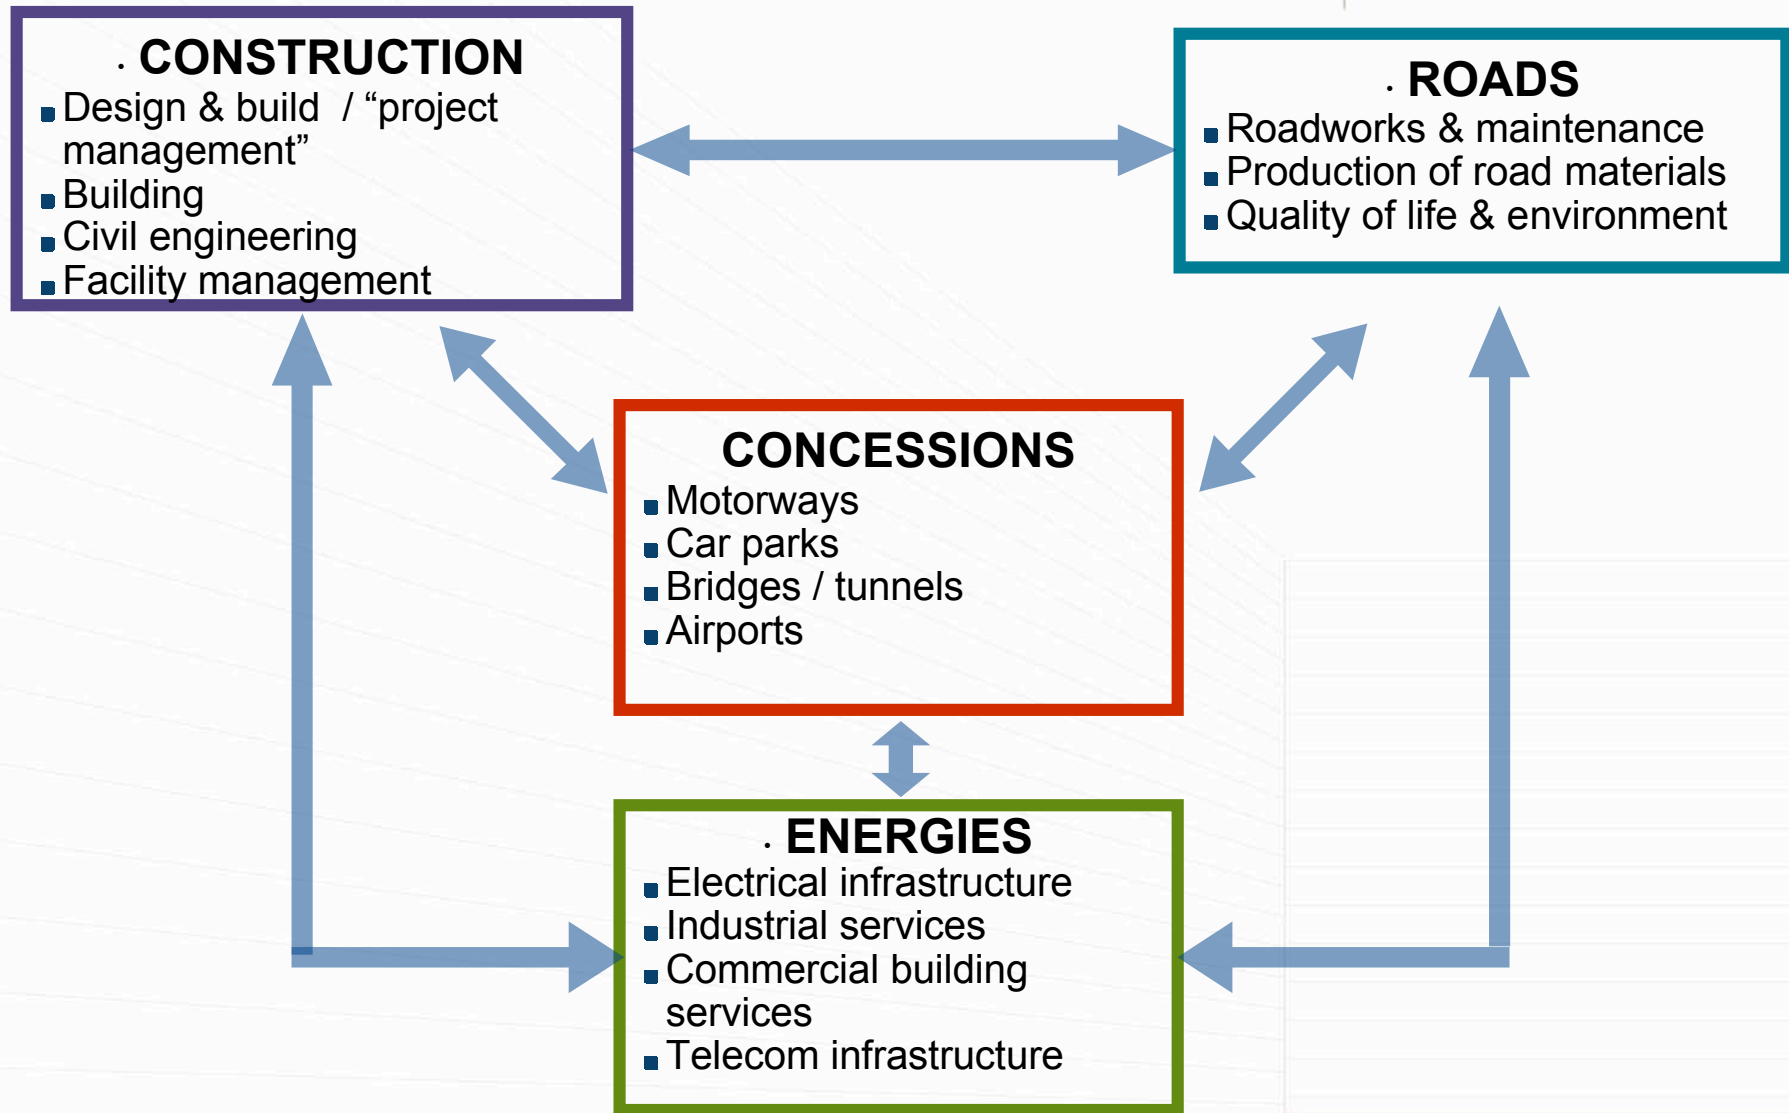 · CONSTRUCTION
▪ Design & build / “project
management”
▪ Building
▪ Civil engineering
▪ Facility management
· ROADS
▪ Roadworks & maintenance
▪ Production of road materials
▪ Quality of life & environment
CONCESSIONS
▪ Motorways
▪ Car parks
▪ Bridges / tunnels
▪ Airports
· ENERGIES
▪ Electrical infrastructure
▪ Industrial services
▪ Commercial building
services
▪ Telecom infrastructure